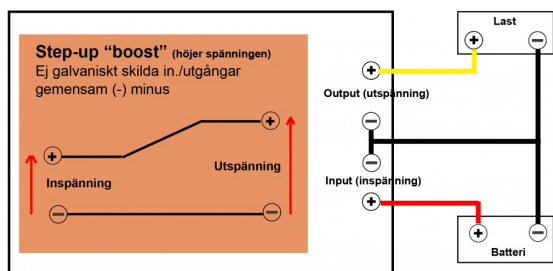 Step-up “boost” (höjer spänningen)
Ej galvaniskt skilda in./utgångar
gemensam (-) minus
Inspänning
Utspänning
Output (utspänning)
Input (inspänning)
Last
Batteri